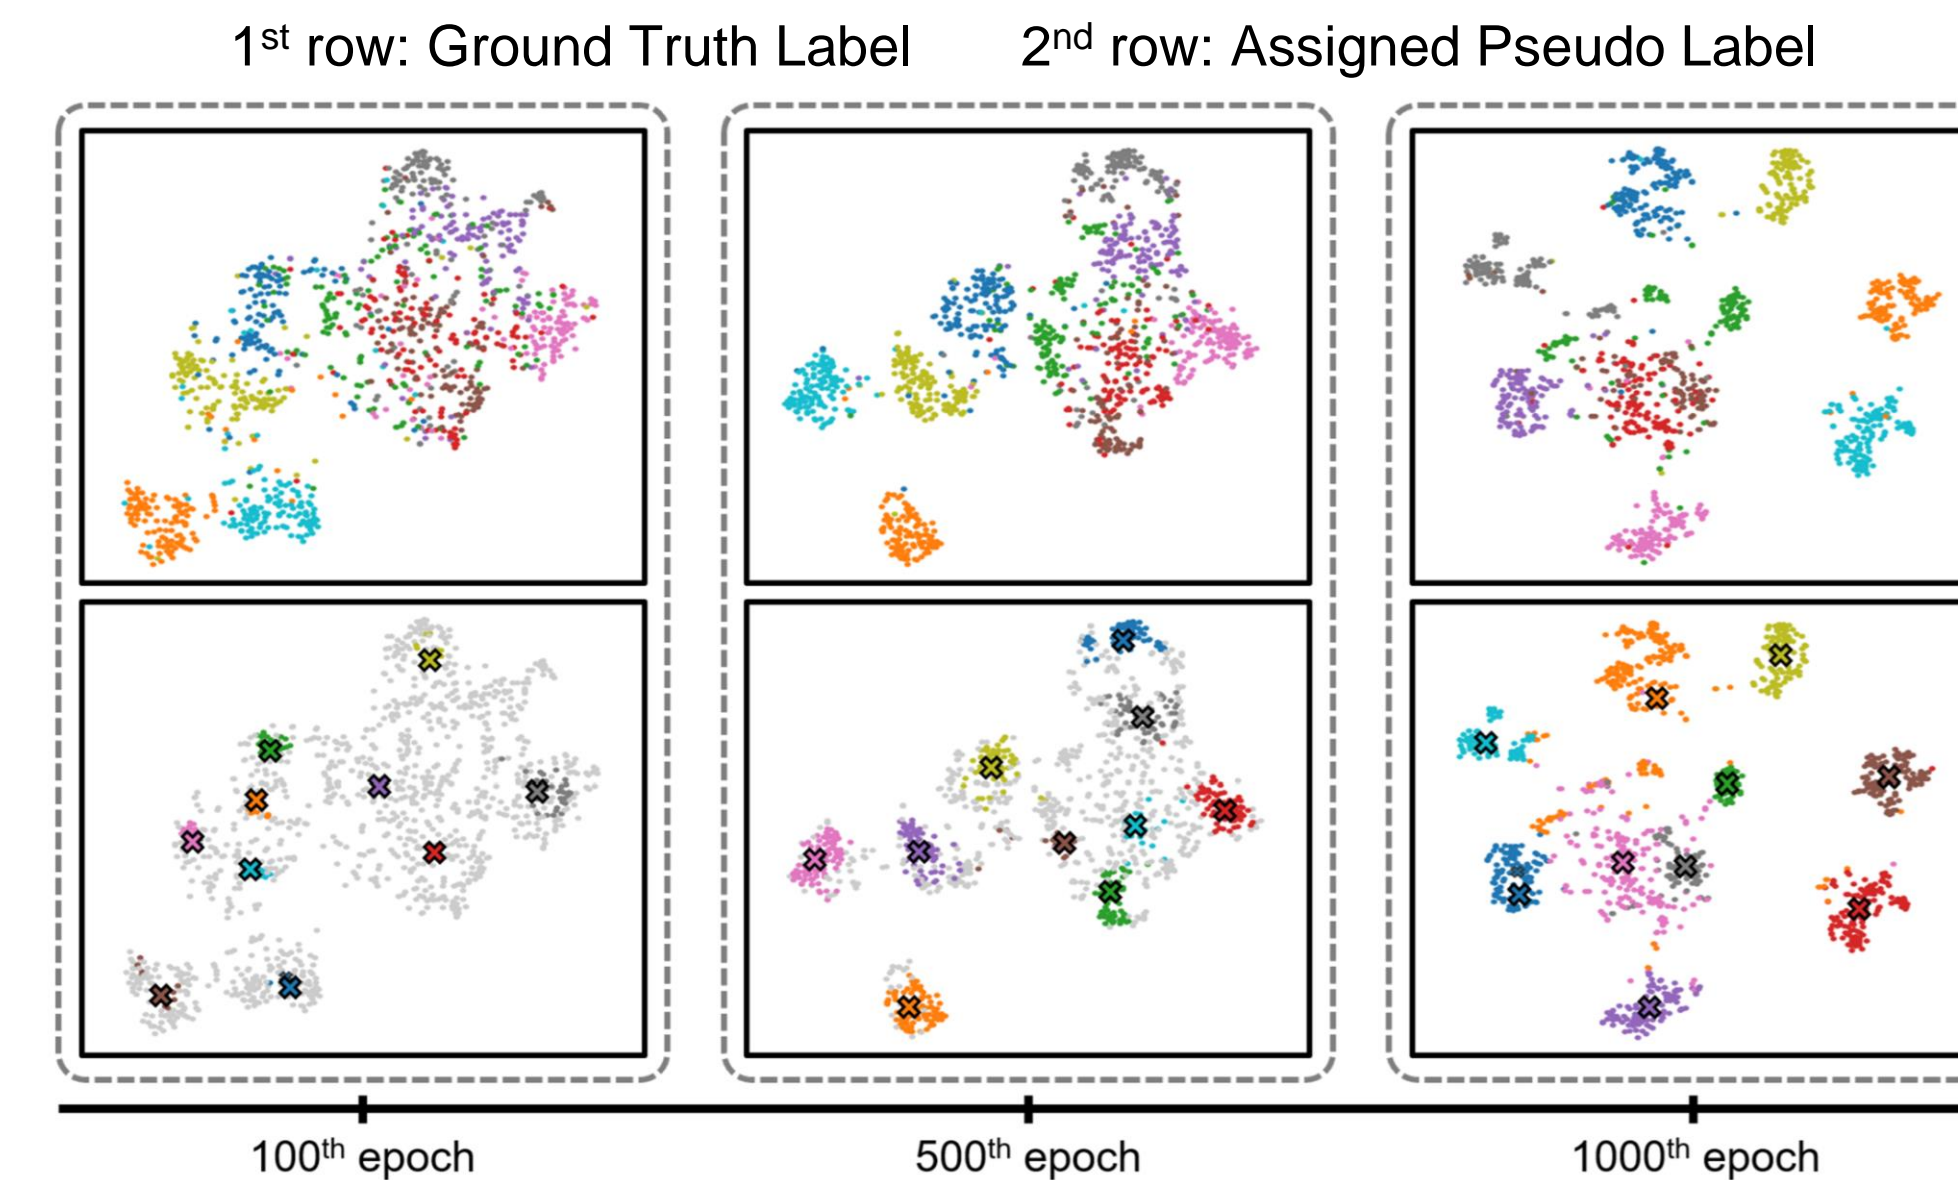 1st row: Ground Truth Label 2nd row: Assigned Pseudo Label
100th epoch 500th epoch 1000th epoch